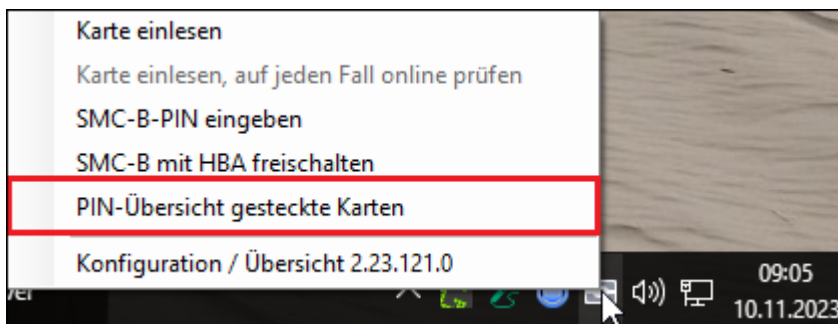 Karte einlesen
Karte einlesen, auf jeden Fall online prüfen
SMC-B-PIN eingeben
SMC-B mit HBA freischalten
PIN-Übersicht gesteckte Karten
Konfiguration / Übersicht 2.23.121.0
09:05
10.11.2023